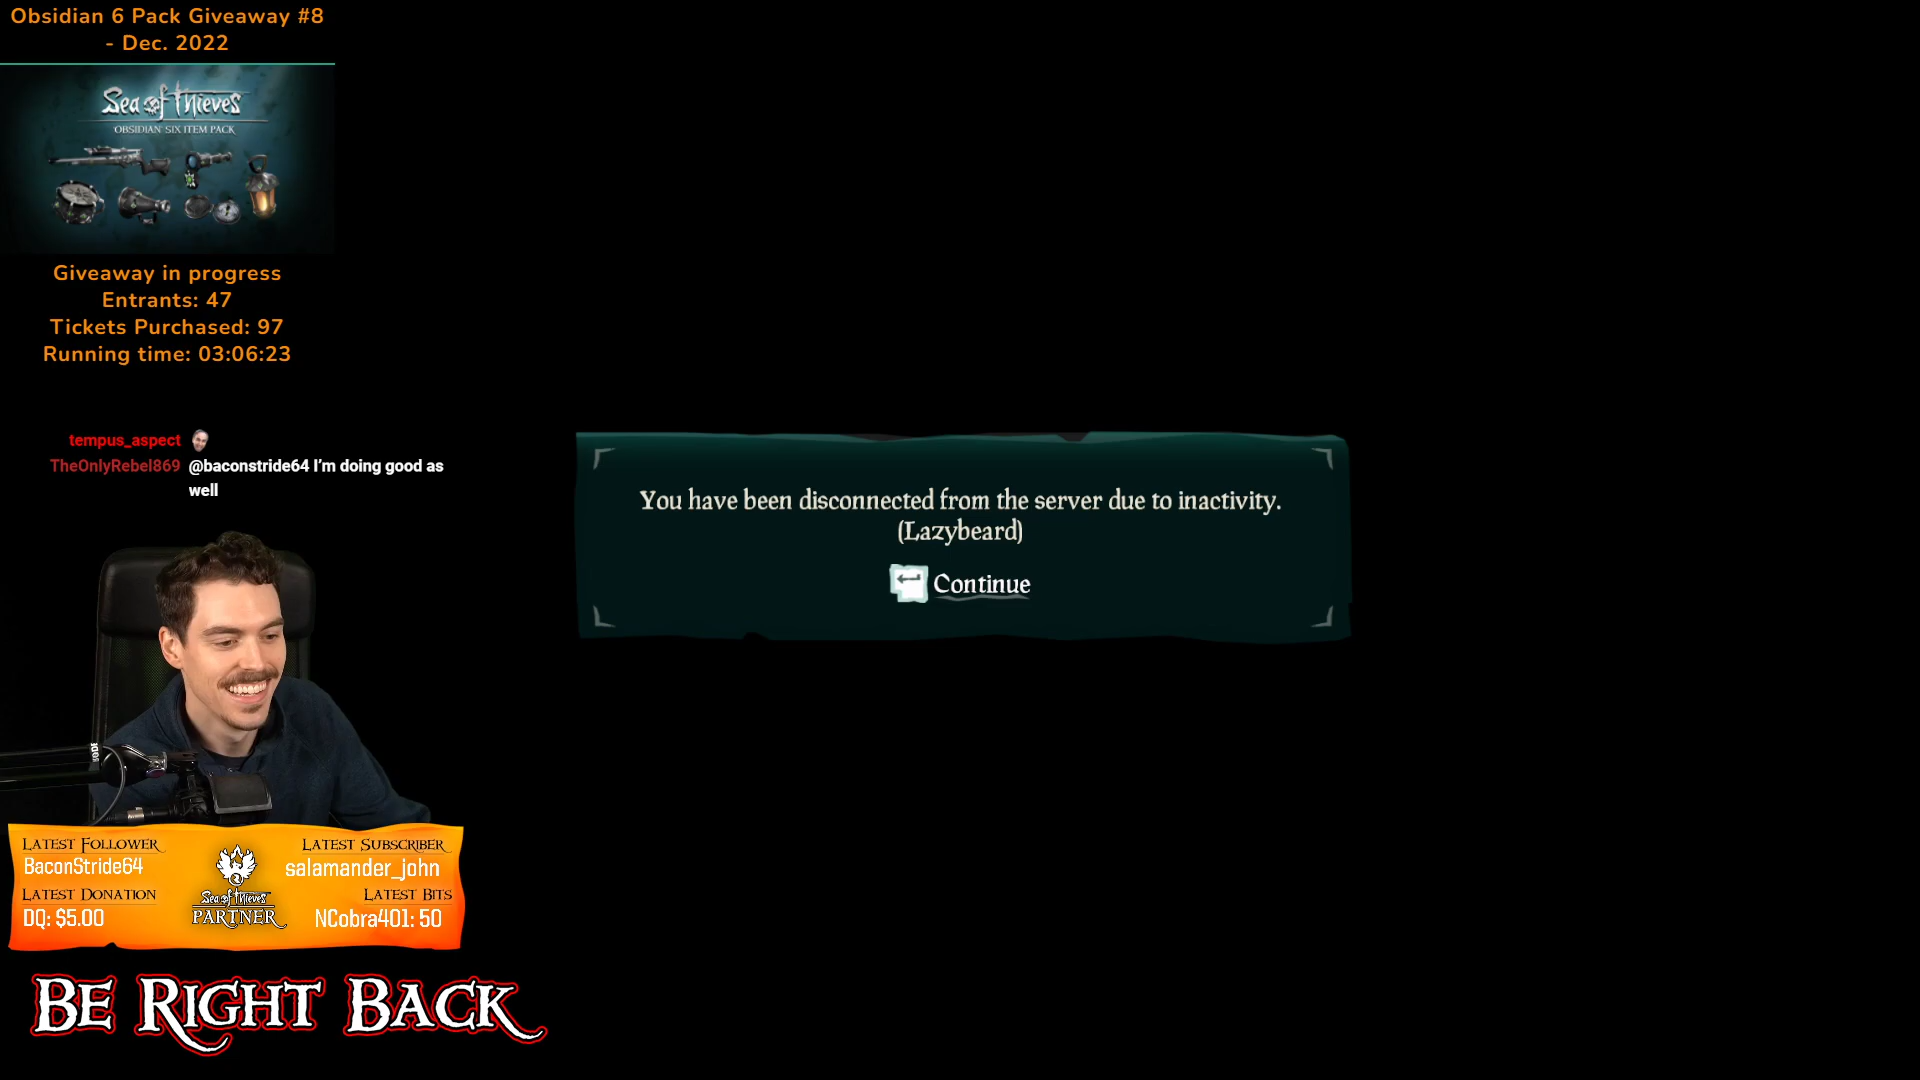 Obsidian 6 Pack Giveaway #8
- Dec. 2022
Sea of Thieves
OBSIDIAN SIX ITEM PACK
Giveaway in progress
Entrants: 47
Tickets Purchased: 97
Running time: 03:06:23
tempus_aspect
TheOnlyRebel869 @baconstride64 I'm doing good as
well
You have been disconnected from the server due to inactivity.
(Lazybeard)
Continue
Latest Follower
BaconStride64
Latest Donation
DQ: $5.00
Sea of Thieves
PARTNER
Latest Subscriber
salamander_john
Latest Bits
NCobra401: 50
Be Right Back